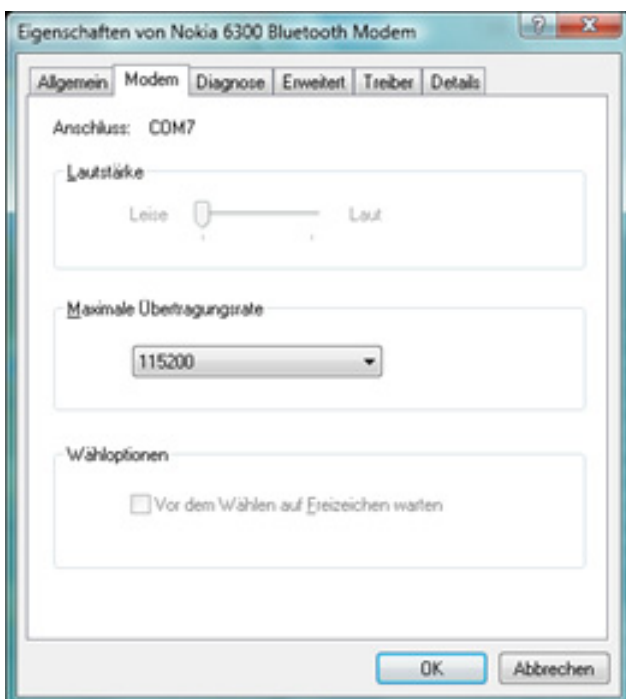 Eigenschaften von Nokia 6300 Bluetooth Modem
Allgemein Modem Diagnose Erweitert Treiber Details
Anschluss: COM7
Lautstärke
Leise Laut
Maximale Übertragungsrate
115200
Wähloptionen
Vor dem Wählen auf Freizeichen warten
OK Abbrechen